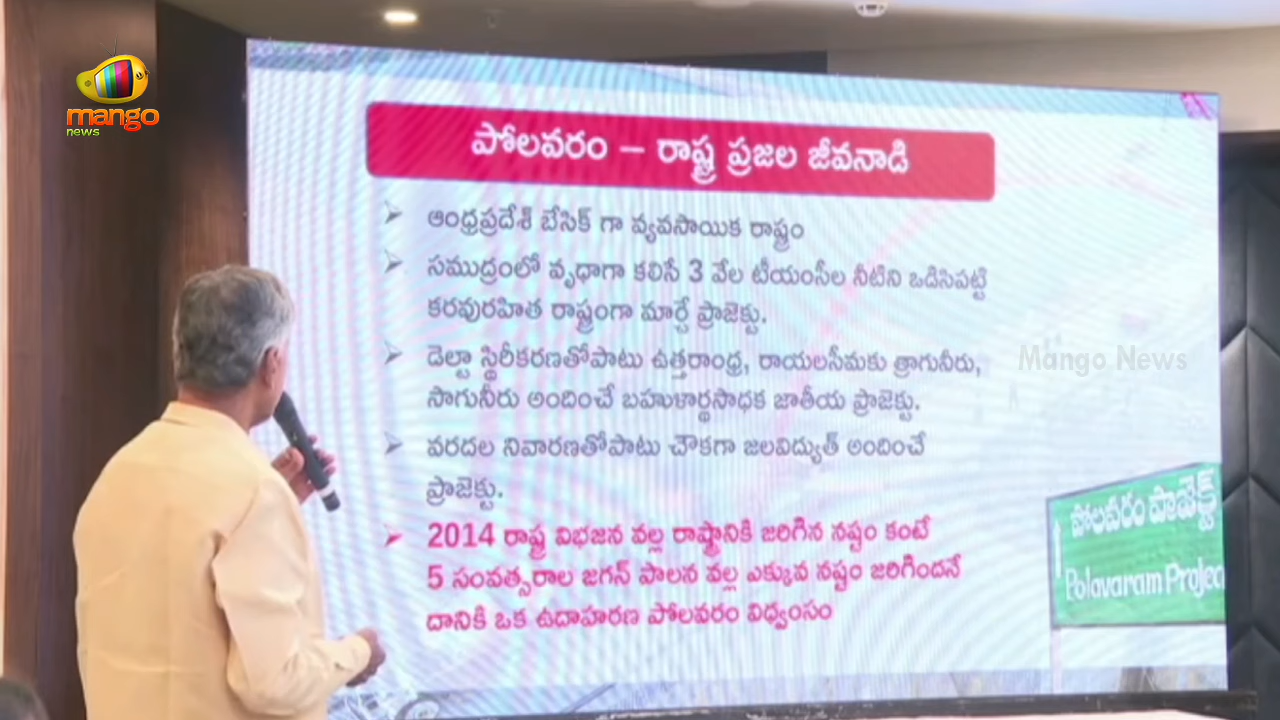 mango
news
పోలవరం – రాష్ట్ర ప్రజల జీవనాడి
ఆంధ్రప్రదేశ్ బేసిక్ గా వ్యవసాయిక రాష్ట్రం
సముద్రంలో వృధాగా కలిసే 3 వేల టీయంసీల నీటిని ఒడిసిపట్టి
కరవురహిత రాష్ట్రంగా మార్చే ప్రాజెక్టు.
డెల్టా స్థిరీకరణతోపాటు ఉత్తరాంధ్ర, రాయలసీమకు త్రాగునీరు,
సాగునీరు అందించే బహుళార్థసాధక జాతీయ ప్రాజెక్టు.
వరదల నివారణతోపాటు చౌకగా జలవిద్యుత్ అందించే
ప్రాజెక్టు.
2014 రాష్ట్ర విభజన వల్ల రాష్ట్రానికి జరిగిన నష్టం కంటే
5 సంవత్సరాల జగన్ పాలన వల్ల ఎక్కువ నష్టం జరిగిందనే
దానికి ఒక ఉదాహరణ పోలవరం విధ్వంసం
Mango News
పోలవరం ప్రాజెక్ట్
Polavaram Project